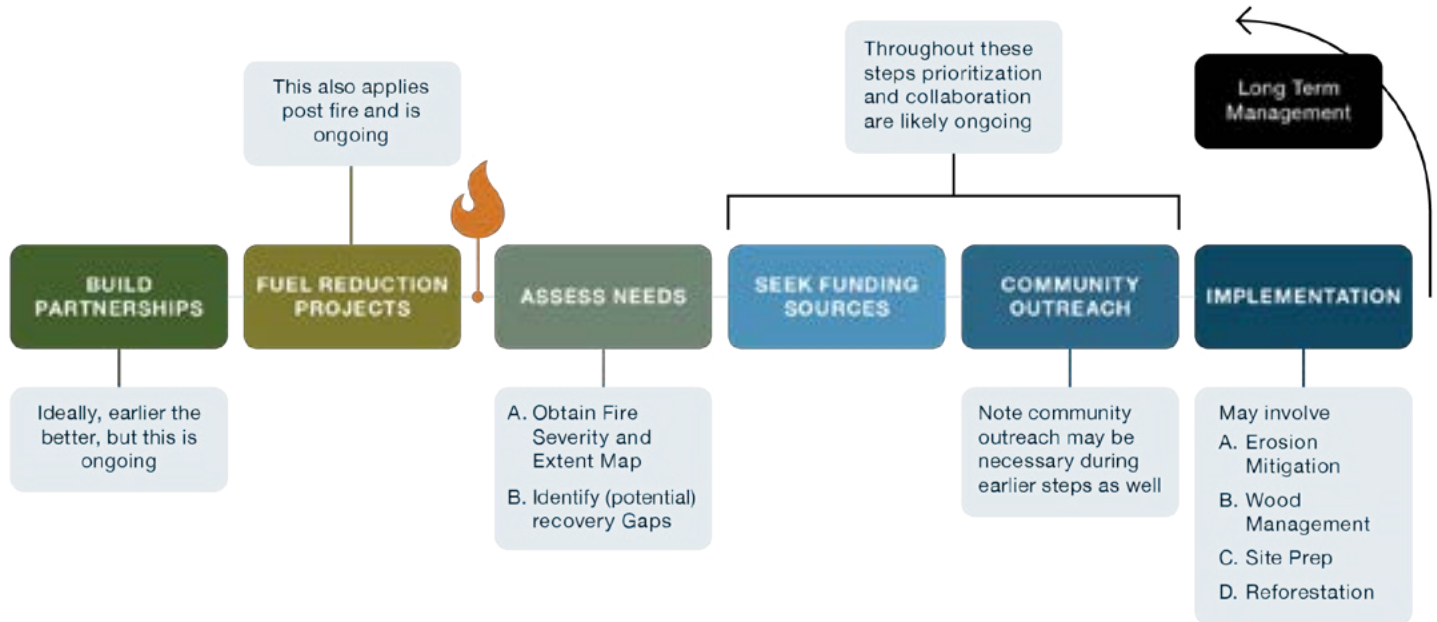 This also applies
post fire and is
ongoing
Throughout these
steps prioritization
and collaboration
are likely ongoing
Long Term
Management
BUILD
PARTNERSHIPS
FUEL REDUCTION
PROJECTS
ASSESS NEEDS
SEEK FUNDING
SOURCES
COMMUNITY
OUTREACH
IMPLEMENTATION
Ideally, earlier the
better, but this is
ongoing
A. Obtain Fire
Severity and
Extent Map
B. Identify (potential)
recovery Gaps
Note community
outreach may be
necessary during
earlier steps as well
May involve
A. Erosion
Mitigation
B. Wood
Management
C. Site Prep
D. Reforestation